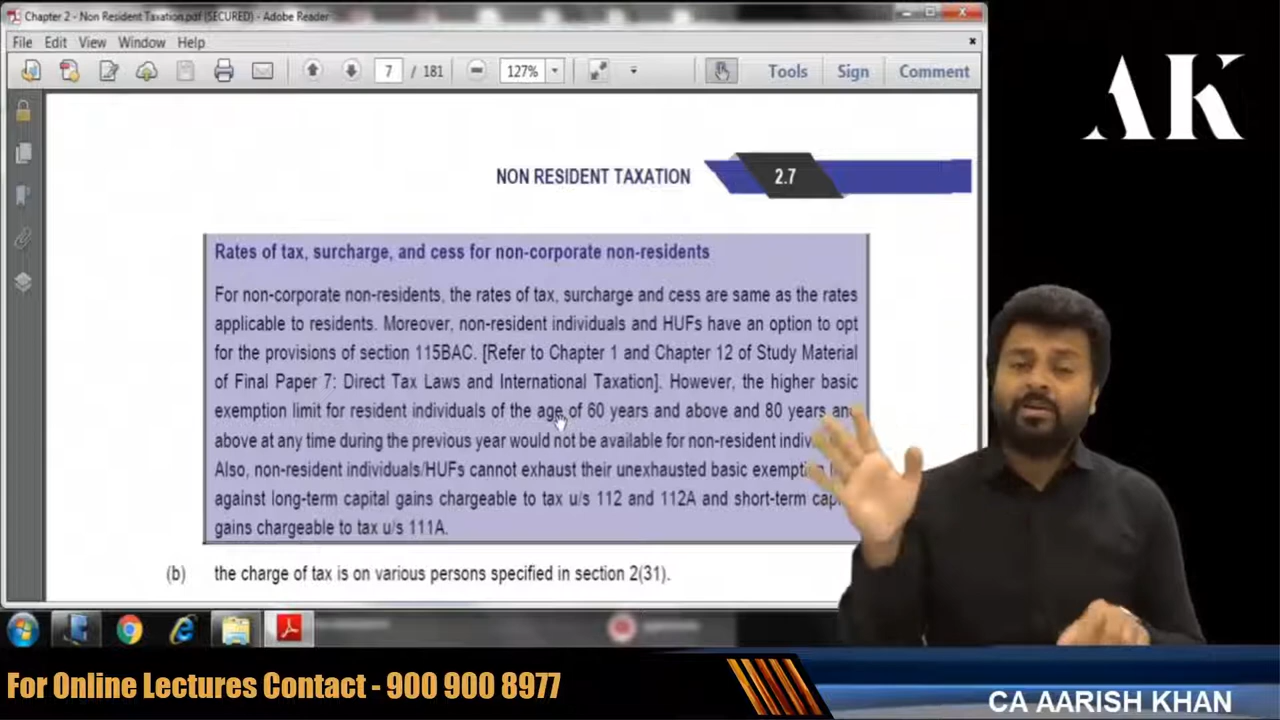 Chapter 2 - Non Resident Taxation.pdf (SECURED) - Adobe Reader
File Edit View Window Help
7 / 181 127% Tools Sign Comment
AK
NON RESIDENT TAXATION 2.7
Rates of tax, surcharge, and cess for non-corporate non-residents
For non-corporate non-residents, the rates of tax, surcharge and cess are same as the rates
applicable to residents. Moreover, non-resident individuals and HUFs have an option to opt
for the provisions of section 115BAC. [Refer to Chapter 1 and Chapter 12 of Study Material
of Final Paper 7: Direct Tax Laws and International Taxation]. However, the higher basic
exemption limit for resident individuals of the age of 60 years and above and 80 years
above at any time during the previous year would not be available for non-resident
Also, non-resident individuals/HUFs cannot exhaust their unexhausted basic
against long-term capital gains chargeable to tax u/s 112 and 112A and short-term
gains chargeable to tax u/s 111A.
(b) the charge of tax is on various persons specified in section 2(31).
For Online Lectures Contact - 900 900 8977
CA AARISH KHAN